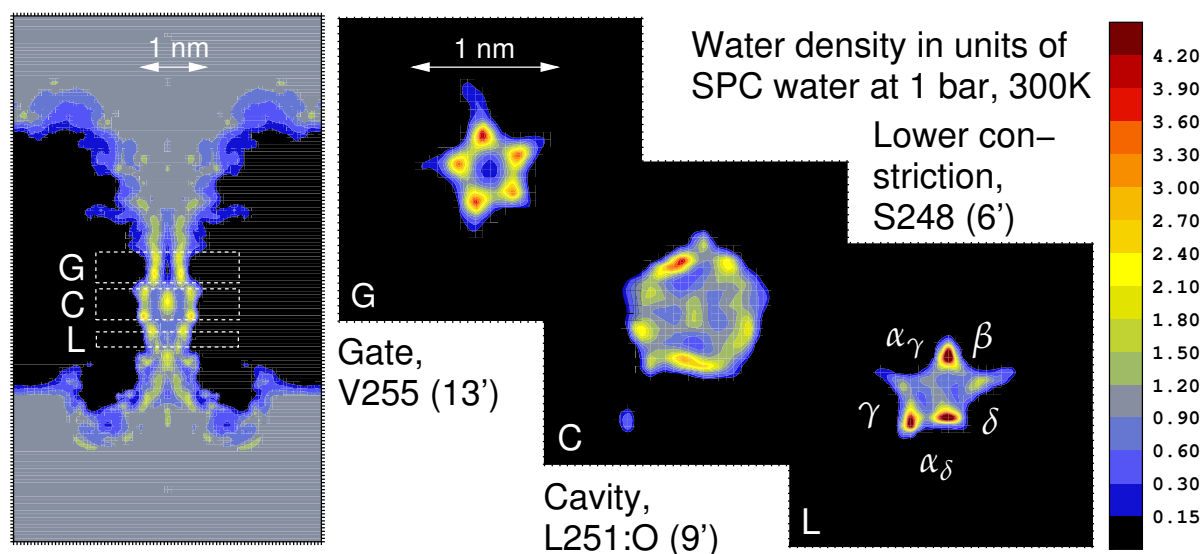 1 nm
G
C
L
1 nm
G
Gate,
V255 (13’)
C
Cavity,
L251:O (9’)
Water density in units of
SPC water at 1 bar, 300K
Lower con–
striction,
S248 (6’)
αγ
β
γ
δ
αδ
L
4.20
3.90
3.60
3.30
3.00
2.70
2.40
2.10
1.80
1.50
1.20
0.90
0.60
0.30
0.15